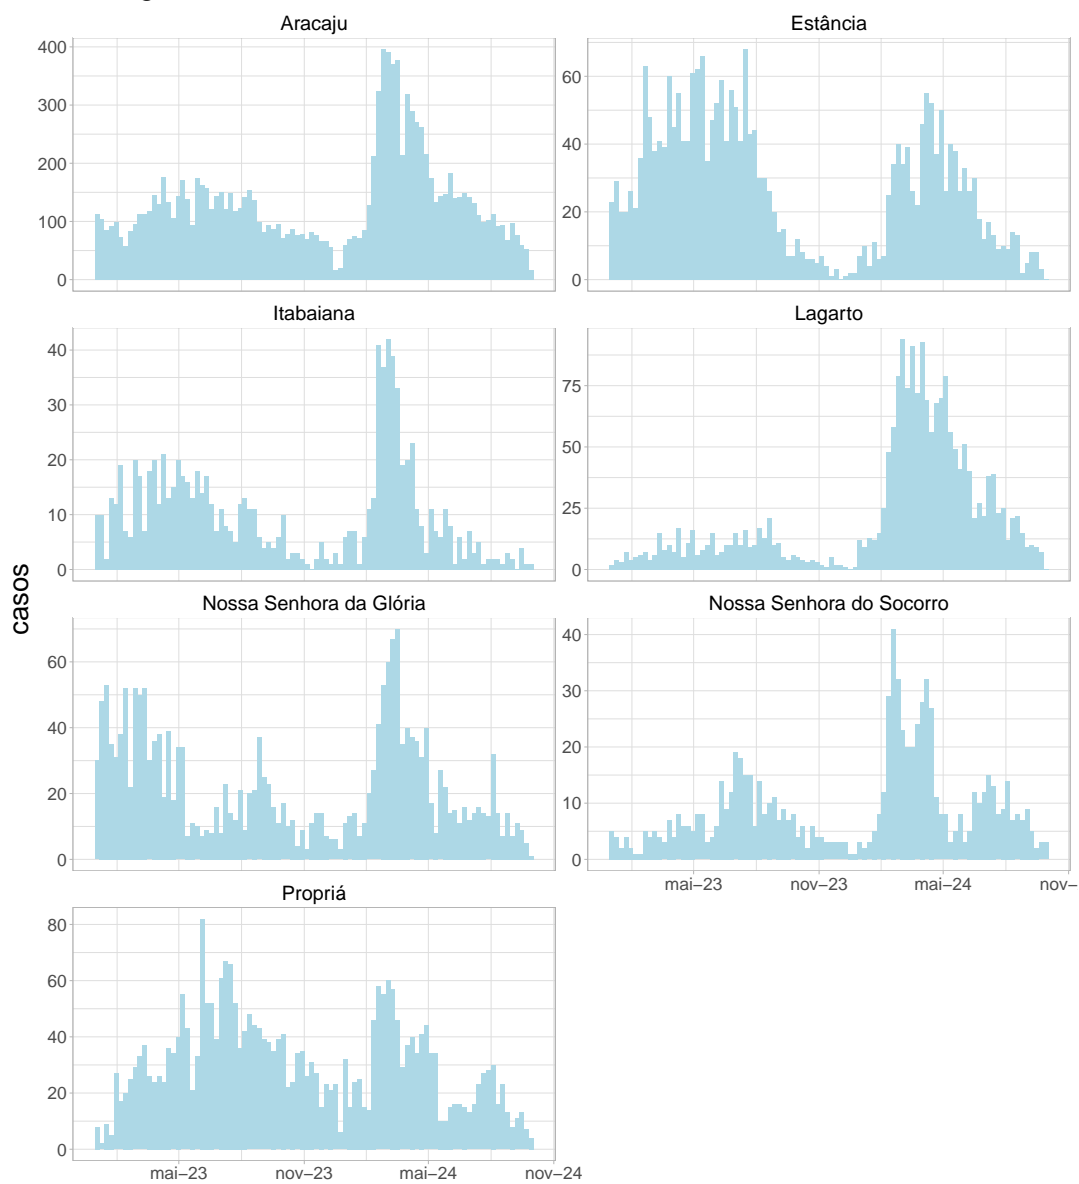 Aracaju
Estância
400
300
200
100
0
60
40
20
0
Itabaiana
Lagarto
40
30
20
10
0
75
50
25
0
casos
Nossa Senhora da Glória
Nossa Senhora do Socorro
60
40
20
0
40
30
20
10
0
mai–23
nov–23
mai–24
nov–
Propriá
80
60
40
20
0
mai–23
nov–23
mai–24
nov–24